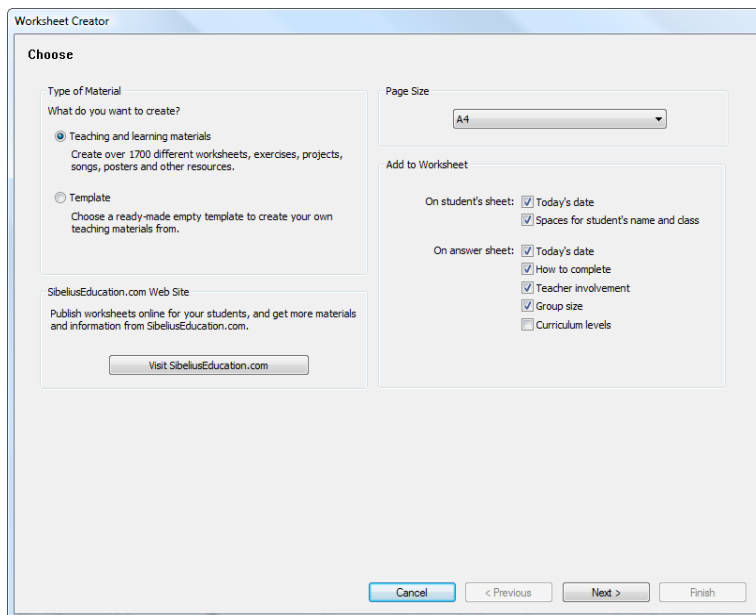 Worksheet Creator
Choose
Type of Material
What do you want to create?
Teaching and learning materials
Create over 1700 different worksheets, exercises, projects,
songs, posters and other resources.
Template
Choose a ready-made empty template to create your own
teaching materials from.
SibeliusEducation.com Web Site
Publish worksheets online for your students, and get more materials
and information from SibeliusEducation.com.
Visit SibeliusEducation.com
Page Size
A4
Add to Worksheet
On student's sheet: Today's date
Spaces for student's name and class
On answer sheet: Today's date
How to complete
Teacher involvement
Group size
Curriculum levels
Cancel < Previous Next > Finish